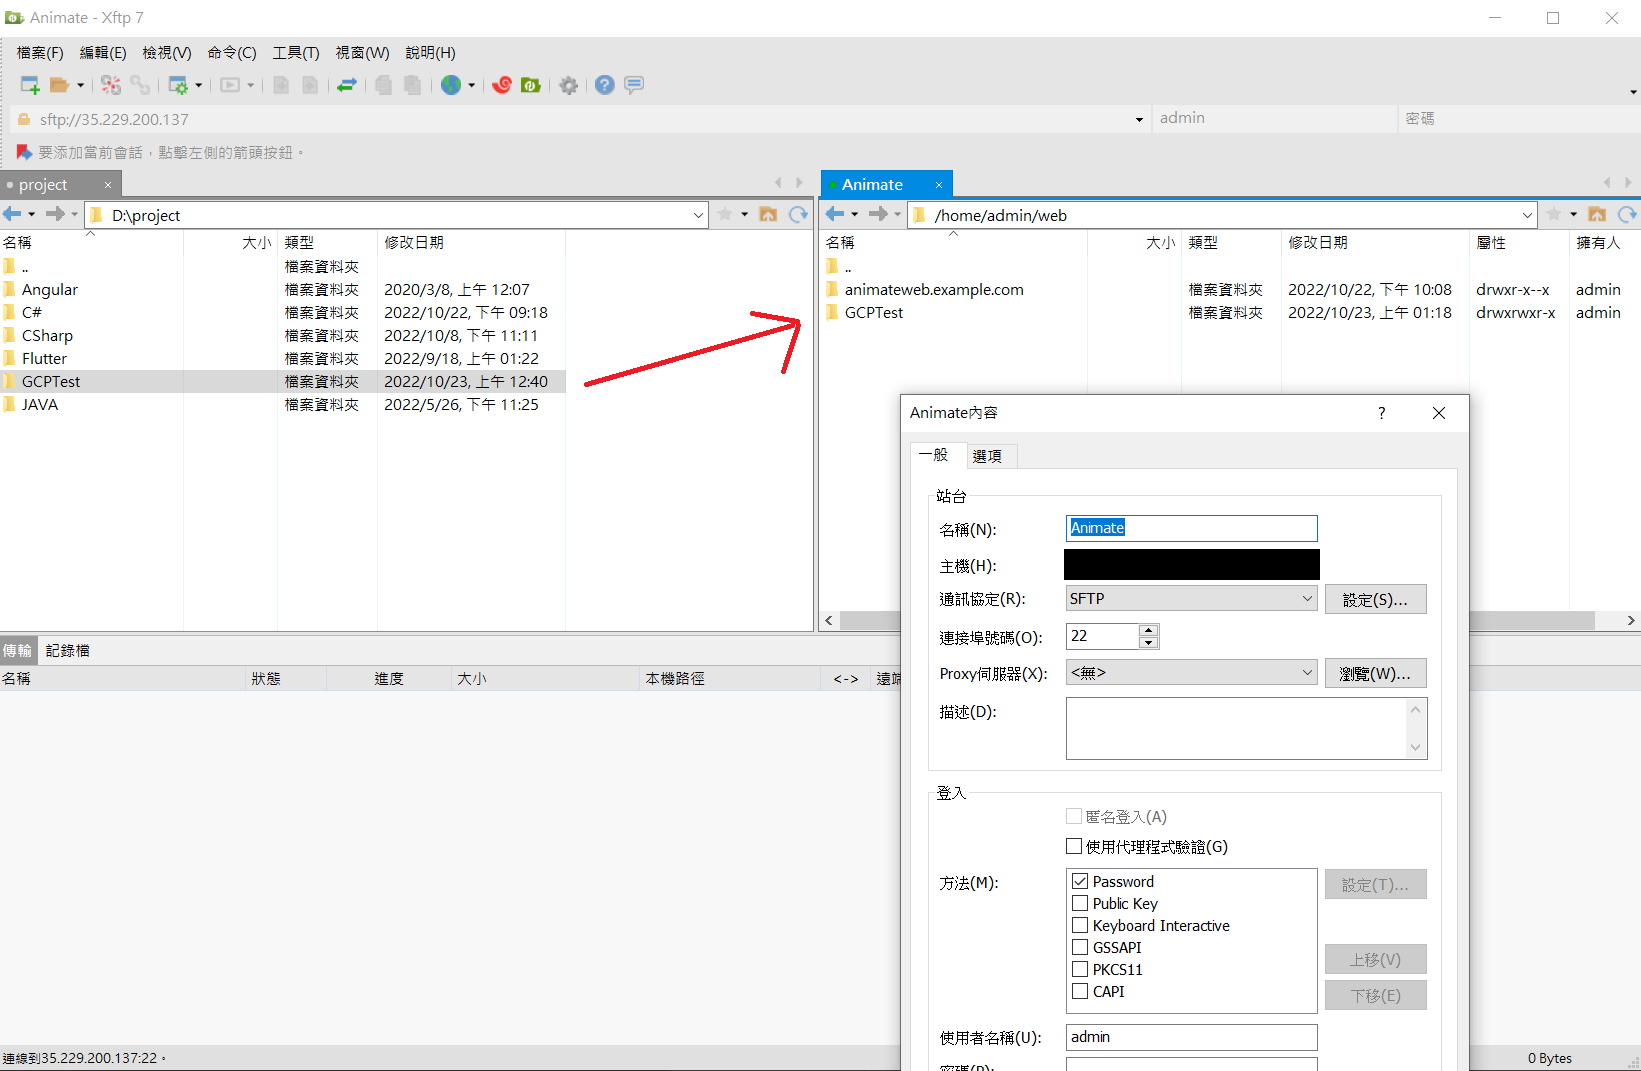 Animate - Xftp 7
檔案(F) 編輯(E) 檢視(V) 命令(C) 工具(T) 視窗(W) 說明(H)
sftp://35.229.200.137 admin 密碼
要添加當前會話，點擊左側的箭頭按鈕。
project
D:\project
名稱 大小 類型 修改日期
.. 檔案資料夾
Angular 檔案資料夾 2020/3/8, 上午 12:07
C# 檔案資料夾 2022/10/22, 下午 09:18
CSharp 檔案資料夾 2022/10/8, 下午 11:11
Flutter 檔案資料夾 2022/9/18, 上午 01:22
GCPTest 檔案資料夾 2022/10/23, 上午 12:40
JAVA 檔案資料夾 2022/5/26, 下午 11:25
Animate
/home/admin/web
名稱 大小 類型 修改日期 屬性 擁有人
..
animateweb.example.com 檔案資料夾 2022/10/22, 下午 10:08 drwxr-x--x admin
GCPTest 檔案資料夾 2022/10/23, 上午 01:18 drwxrwxr-x admin
傳輸 記錄檔
名稱 狀態 進度 大小 本機路徑 <-> 遠端
Animate內容 ?
一般 選項
站台
名稱(N): Animate
主機(H):
通訊協定(R): SFTP 設定(S)...
連接埠號碼(O): 22
Proxy伺服器(X): <無> 瀏覽(W)...
描述(D):
登入
匿名登入(A)
使用代理程式驗證(G)
方法(M): Password 設定(T)...
Public Key
Keyboard Interactive
GSSAPI
上移(V)
PKCS11
CAPI
下移(E)
使用者名稱(U): admin
密碼(P):
連線到35.229.200.137:22。
0 Bytes